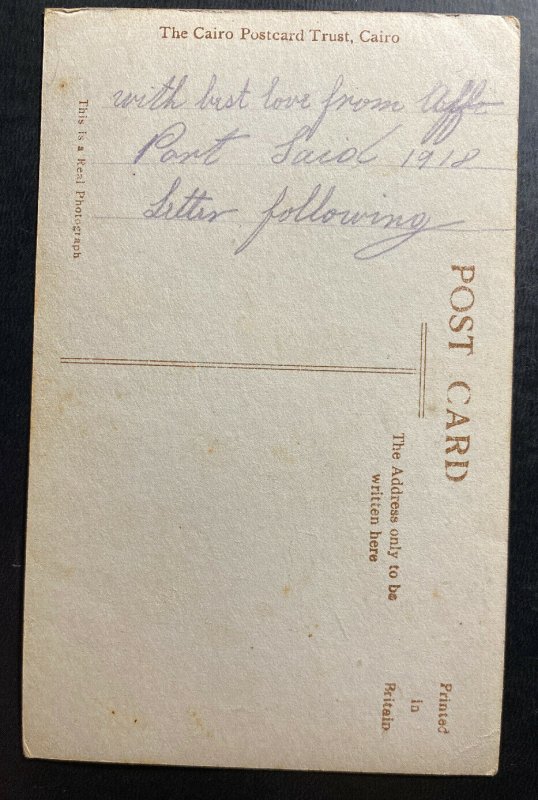 The Cairo Postcard Trust, Cairo
with best love from
Port Said 1918
Letter following
This is a Real Photograph
POST CARD
The Address only to be
written here
Printed
in
Britain